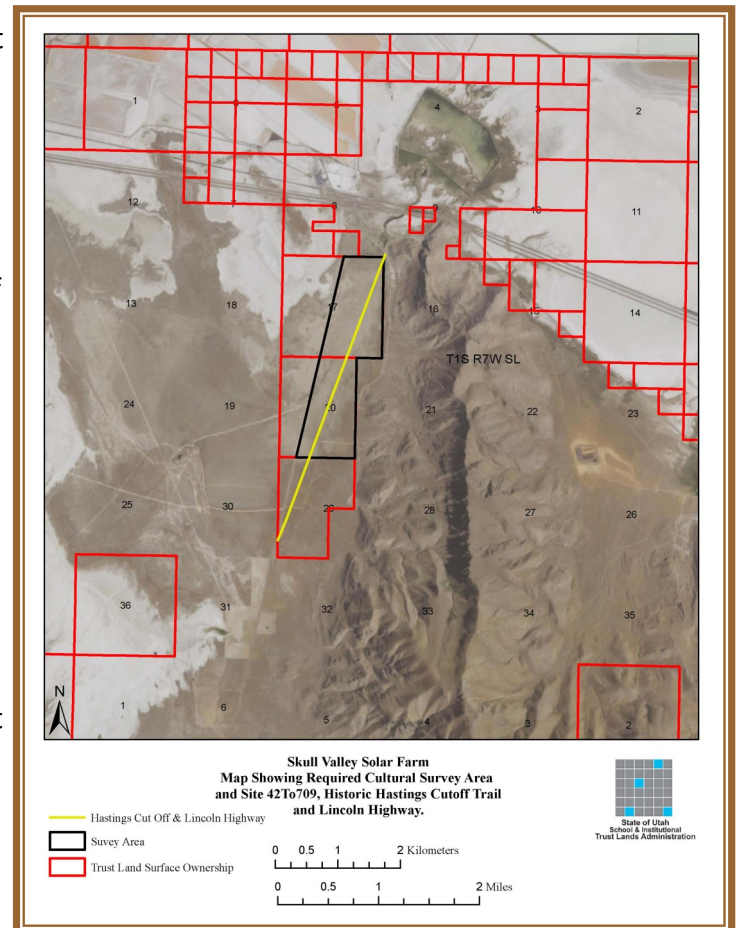 t
1 6 5 4 3 2
12 7 8 9 10 11
13 18 17 16 15 14
T1S R7W SL
24 19 20 21 22 23
25 30 29 28 27 26
36 31 32 33 34 35
N
t
1 6 5 4 3 2
Skull Valley Solar Farm
Map Showing Required Cultural Survey Area
and Site 42To709, Historic Hastings Cutoff Trail
and Lincoln Highway.
Hastings Cut Off & Lincoln Highway
Suvey Area
Trust Land Surface Ownership
0 0.5 1 2 Kilometers
0 0.5 1 2 Miles
State of Utah
School & Institutional
Trust Lands Administration